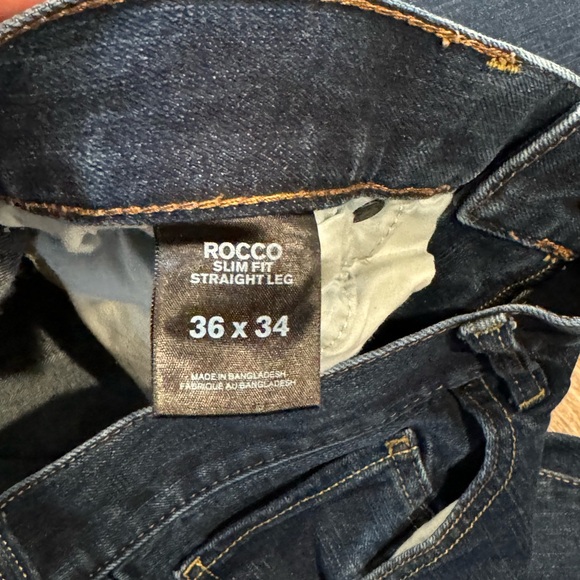 ROCCO
SLIM FIT
STRAIGHT LEG
36 x 34
MADE IN BANGLADESH
FABRIQUÉ AU BANGLADESH